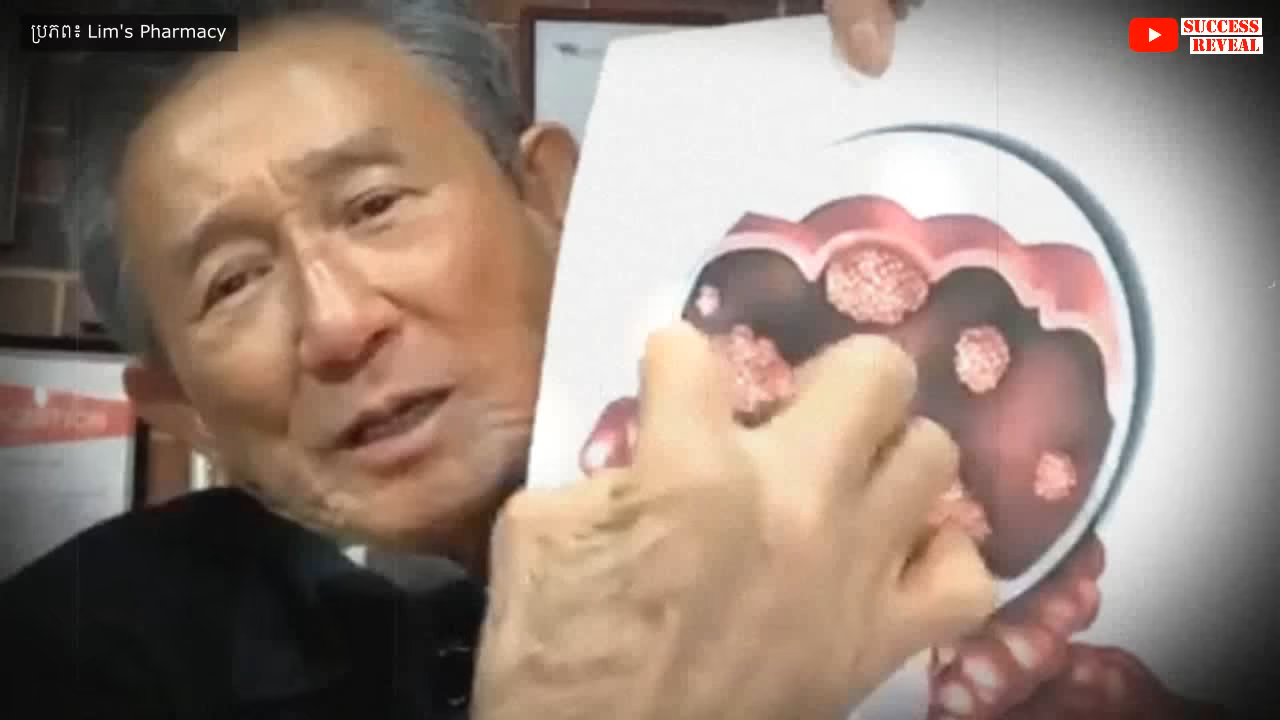 ប្រភព៖ Lim's Pharmacy
SUCCESS
REVEAL